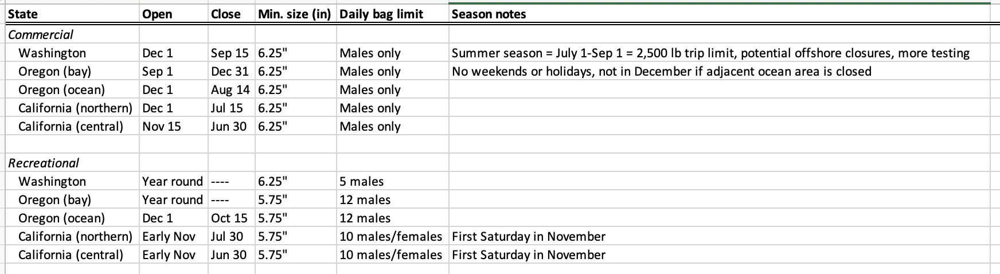 State Open Close Min. size (in) Daily bag limit Season notes
Commercial
Washington Dec 1 Sep 15 6.25" Males only Summer season = July 1-Sep 1 = 2,500 lb trip limit, potential offshore closures, more testing
Oregon (bay) Sep 1 Dec 31 6.25" Males only No weekends or holidays, not in December if adjacent ocean area is closed
Oregon (ocean) Dec 1 Aug 14 6.25" Males only
California (northern) Dec 1 Jul 15 6.25" Males only
California (central) Nov 15 Jun 30 6.25" Males only
Recreational
Washington Year round ---- 6.25" 5 males
Oregon (bay) Year round ---- 5.75" 12 males
Oregon (ocean) Dec 1 Oct 15 5.75" 12 males
California (northern) Early Nov Jul 30 5.75" 10 males/females First Saturday in November
California (central) Early Nov Jun 30 5.75" 10 males/females First Saturday in November